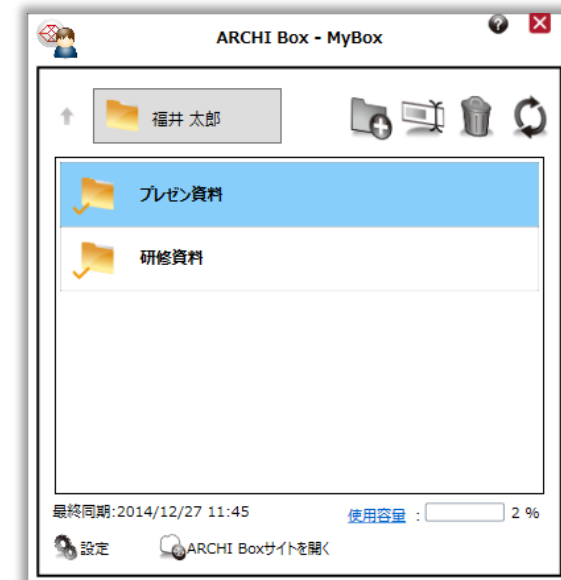 ARCHI Box - MyBox
福井 太郎
プレゼン資料
研修資料
最終同期:2014/12/27 11:45
使用容量 : 2 %
設定
ARCHI Boxサイトを開く